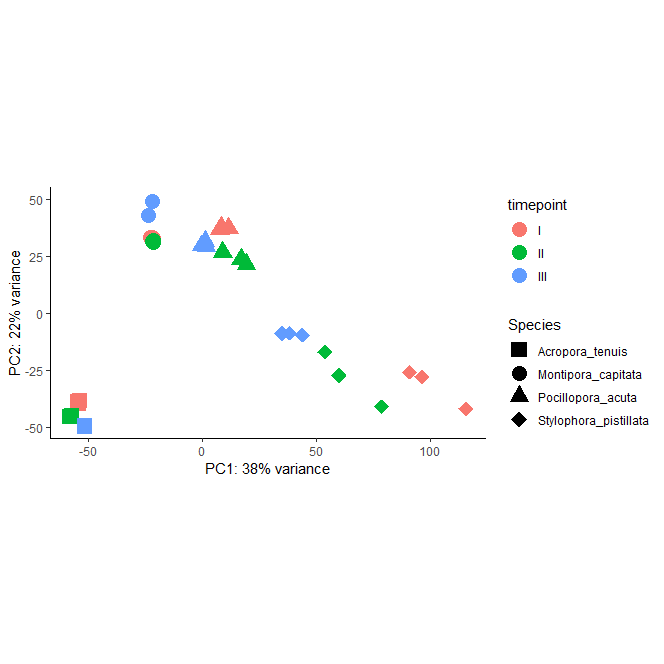 50
25
0
-25
-50
PC2: 22% variance
-50
0
50
100
PC1: 38% variance
timepoint
I
II
III
Species
Acropora_tenuis
Montipora_capitata
Pocillopora_acuta
Stylophora_pistillata